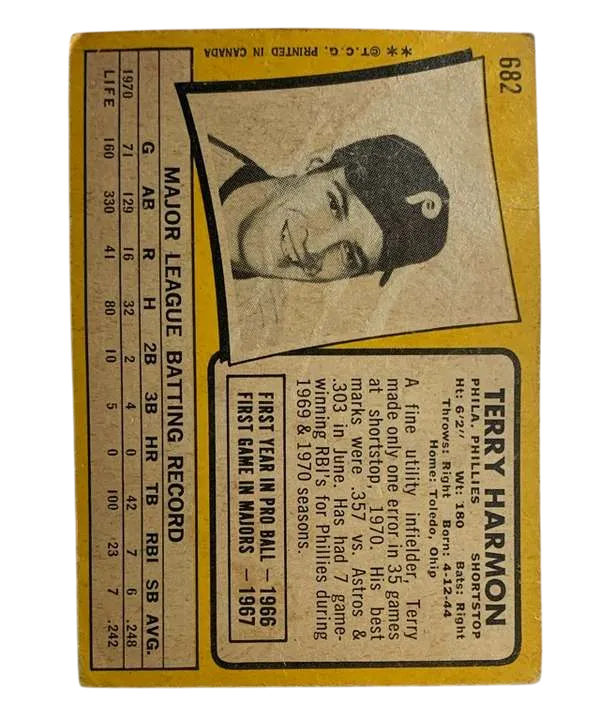 682
TERRY HARMON
PHILA. PHILLIES SHORTSTOP
Ht: 6'2" Wt: 180 Bats: Right
Throws: Right Born: 4-12-44
Home: Toledo, Ohio
A fine utility infielder, Terry
made only one error in 35 games
at shortstop, 1970. His best
marks were .357 vs. Astros &
.303 in June. Has had 7 game-
winning RBI's for Phillies during
1969 & 1970 seasons.
FIRST YEAR IN PRO BALL — 1966
FIRST GAME IN MAJORS — 1967
P
MAJOR LEAGUE BATTING RECORD
G AB R H 2B 3B HR TB RBI SB AVG.
1970 71 129 16 32 2 4 0 42 7 6 .248
LIFE 160 330 41 80 10 5 0 100 23 7 .242
** © T. C. G. PRINTED IN CANADA